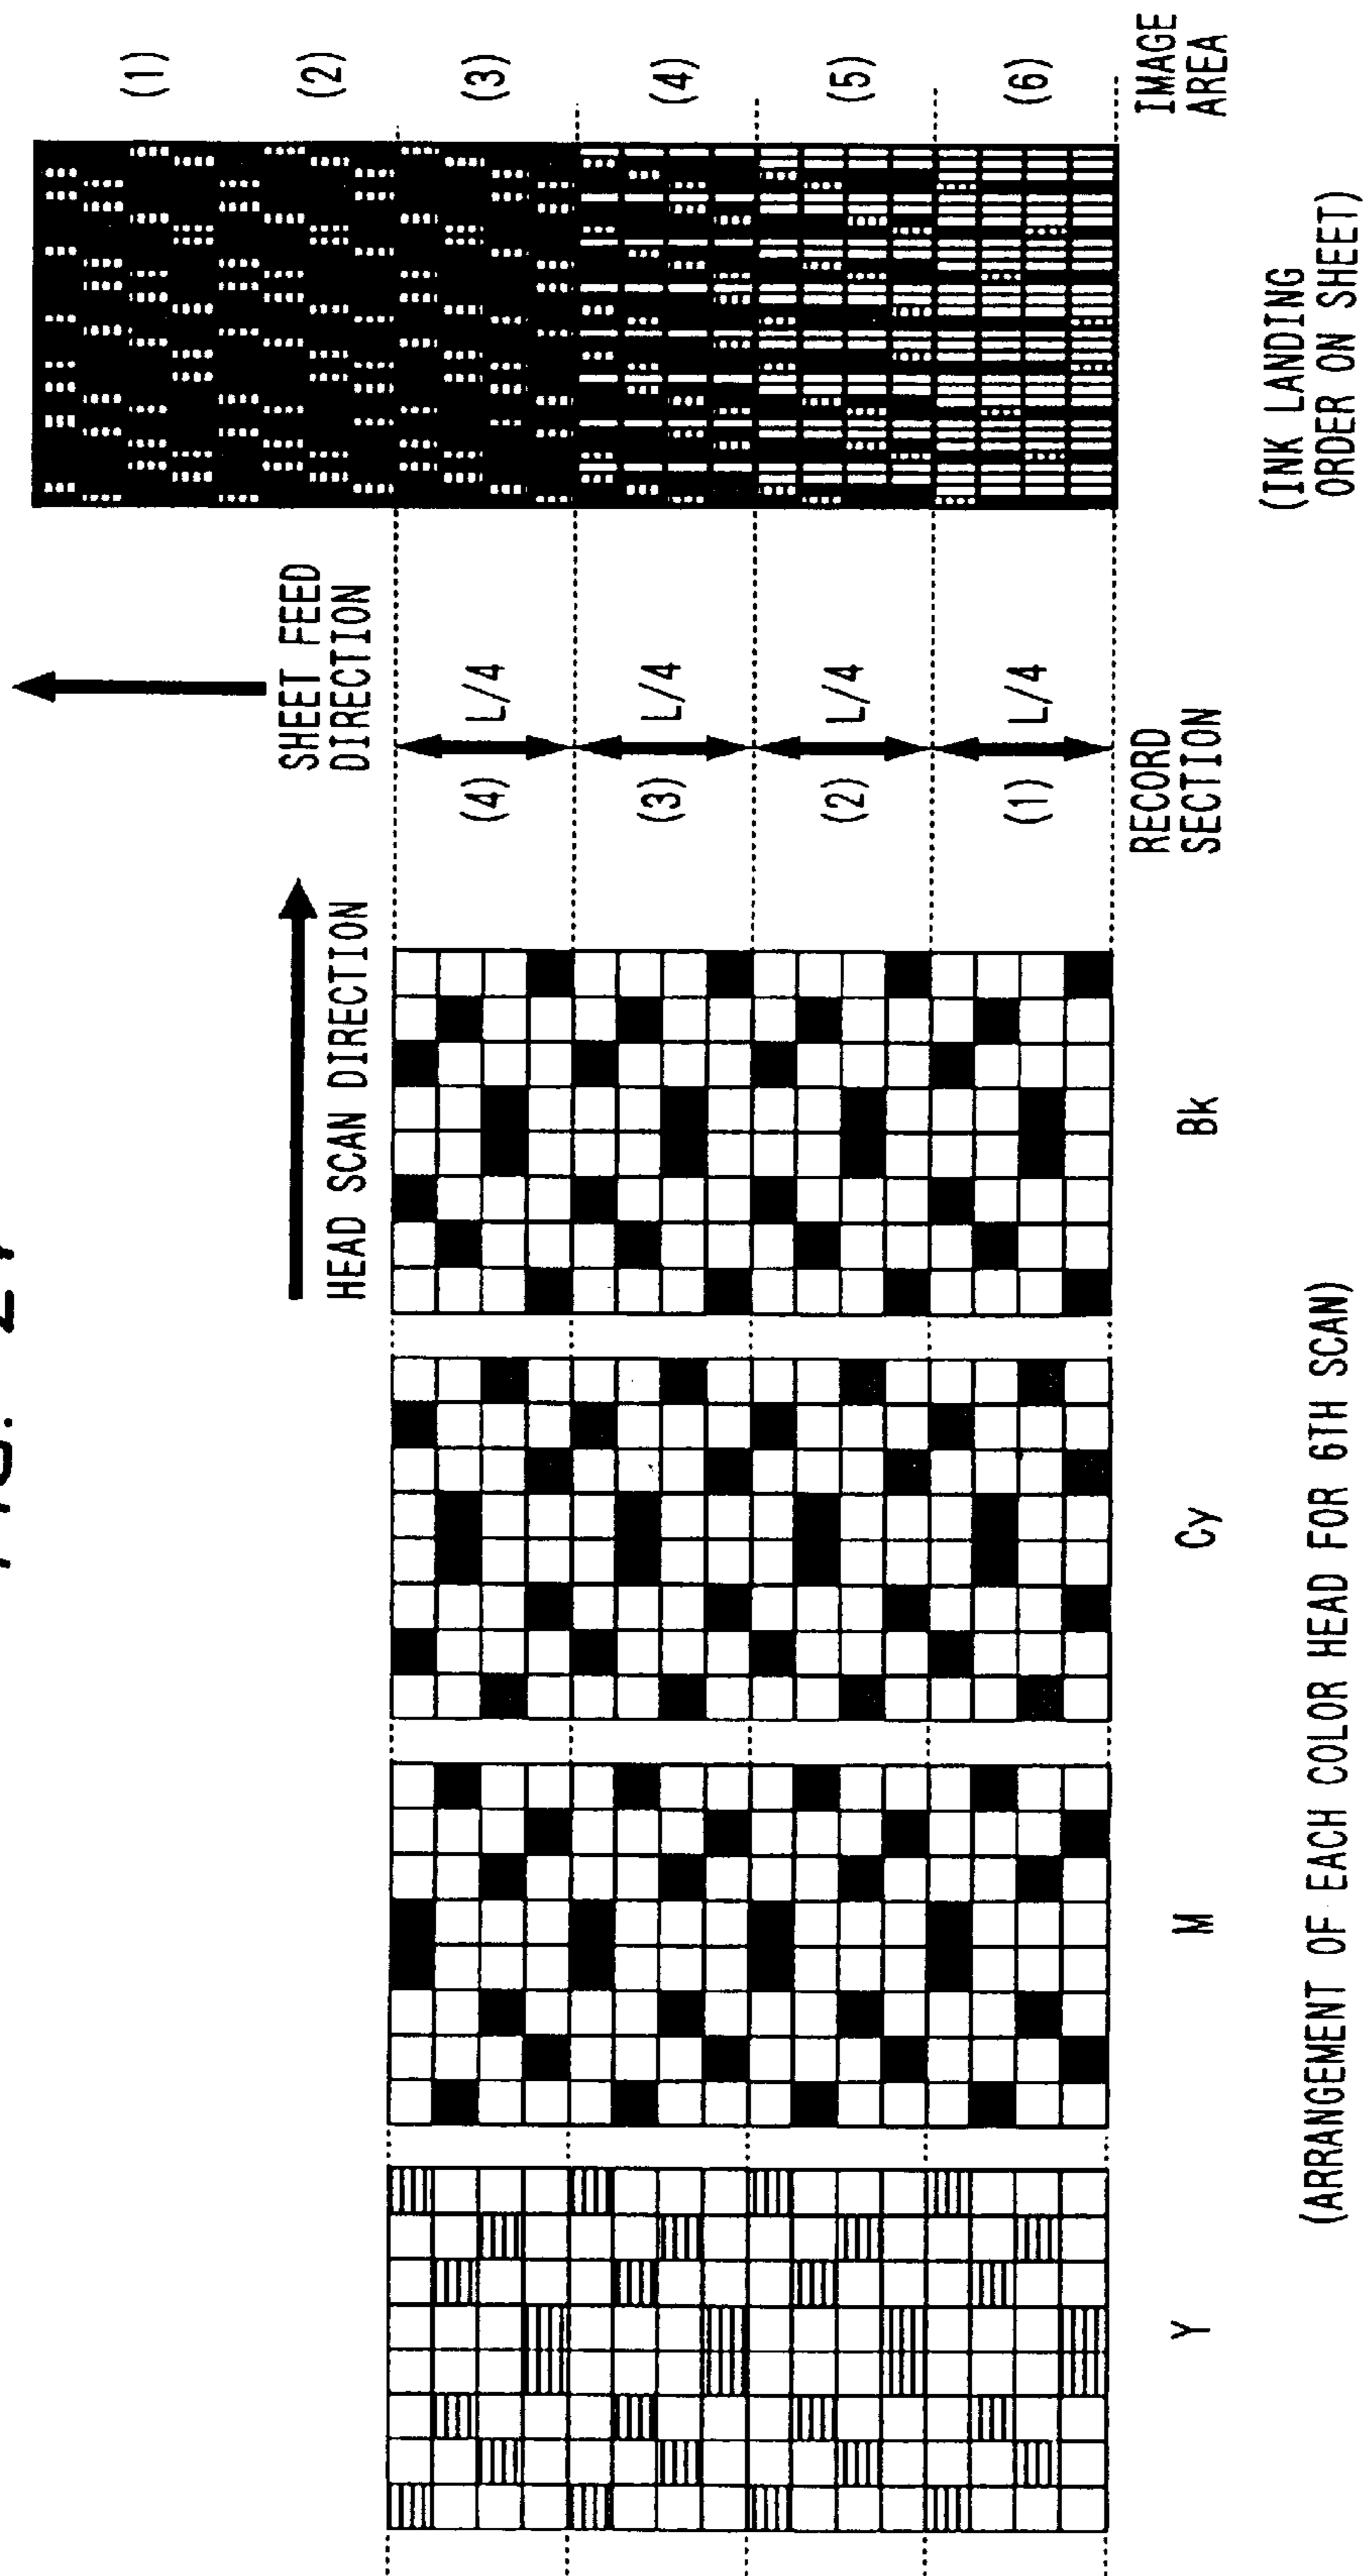 FIG.
HEAD SCAN DIRECTION
SHEET FEED
DIRECTION
(1)
(2)
(4) L/4 (3)
(3) L/4 (4)
(2) L/4 (5)
(1) L/4 (6)
Y M Cy Bk
RECORD
SECTION
IMAGE
AREA
(ARRANGEMENT OF EACH COLOR HEAD FOR 6TH SCAN)
(INK LANDING
ORDER ON SHEET)